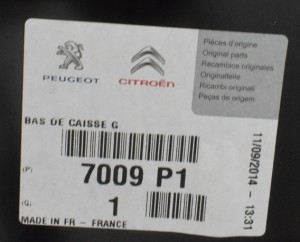 PEUGEOT
CITROËN
Pièces d'origine
Original parts
Recambios originales
Originalteile
Ricambi originali
Peças de origem
BAS DE CAISSE G
(P)
7009 P1
(Q)
1
MADE IN FR - FRANCE
11/09/2014 - 13:31